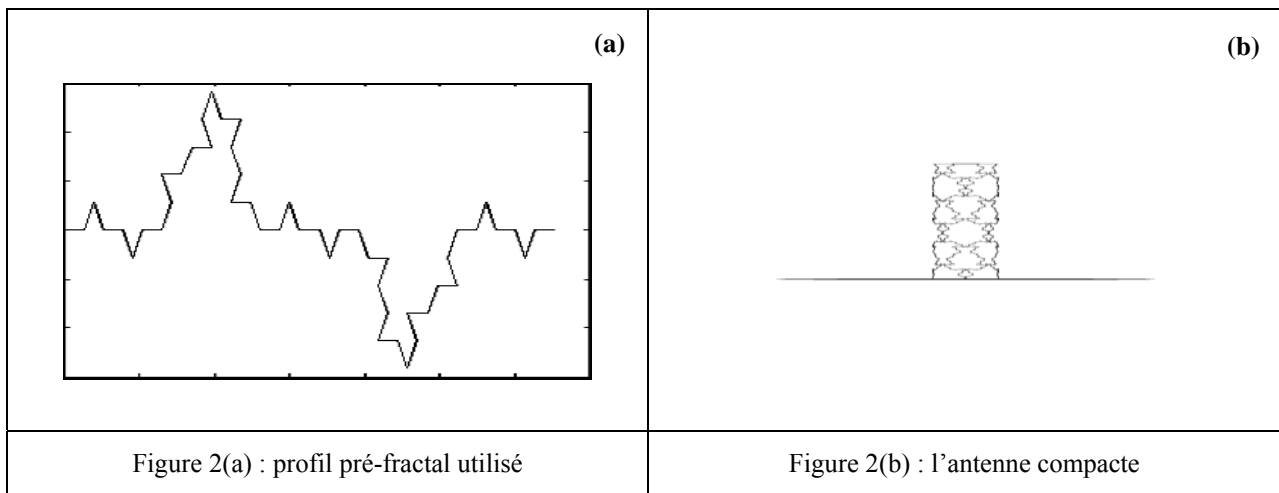 (a)
(b)
Figure 2(a) : profil pré-fractal utilisé
Figure 2(b) : l’antenne compacte